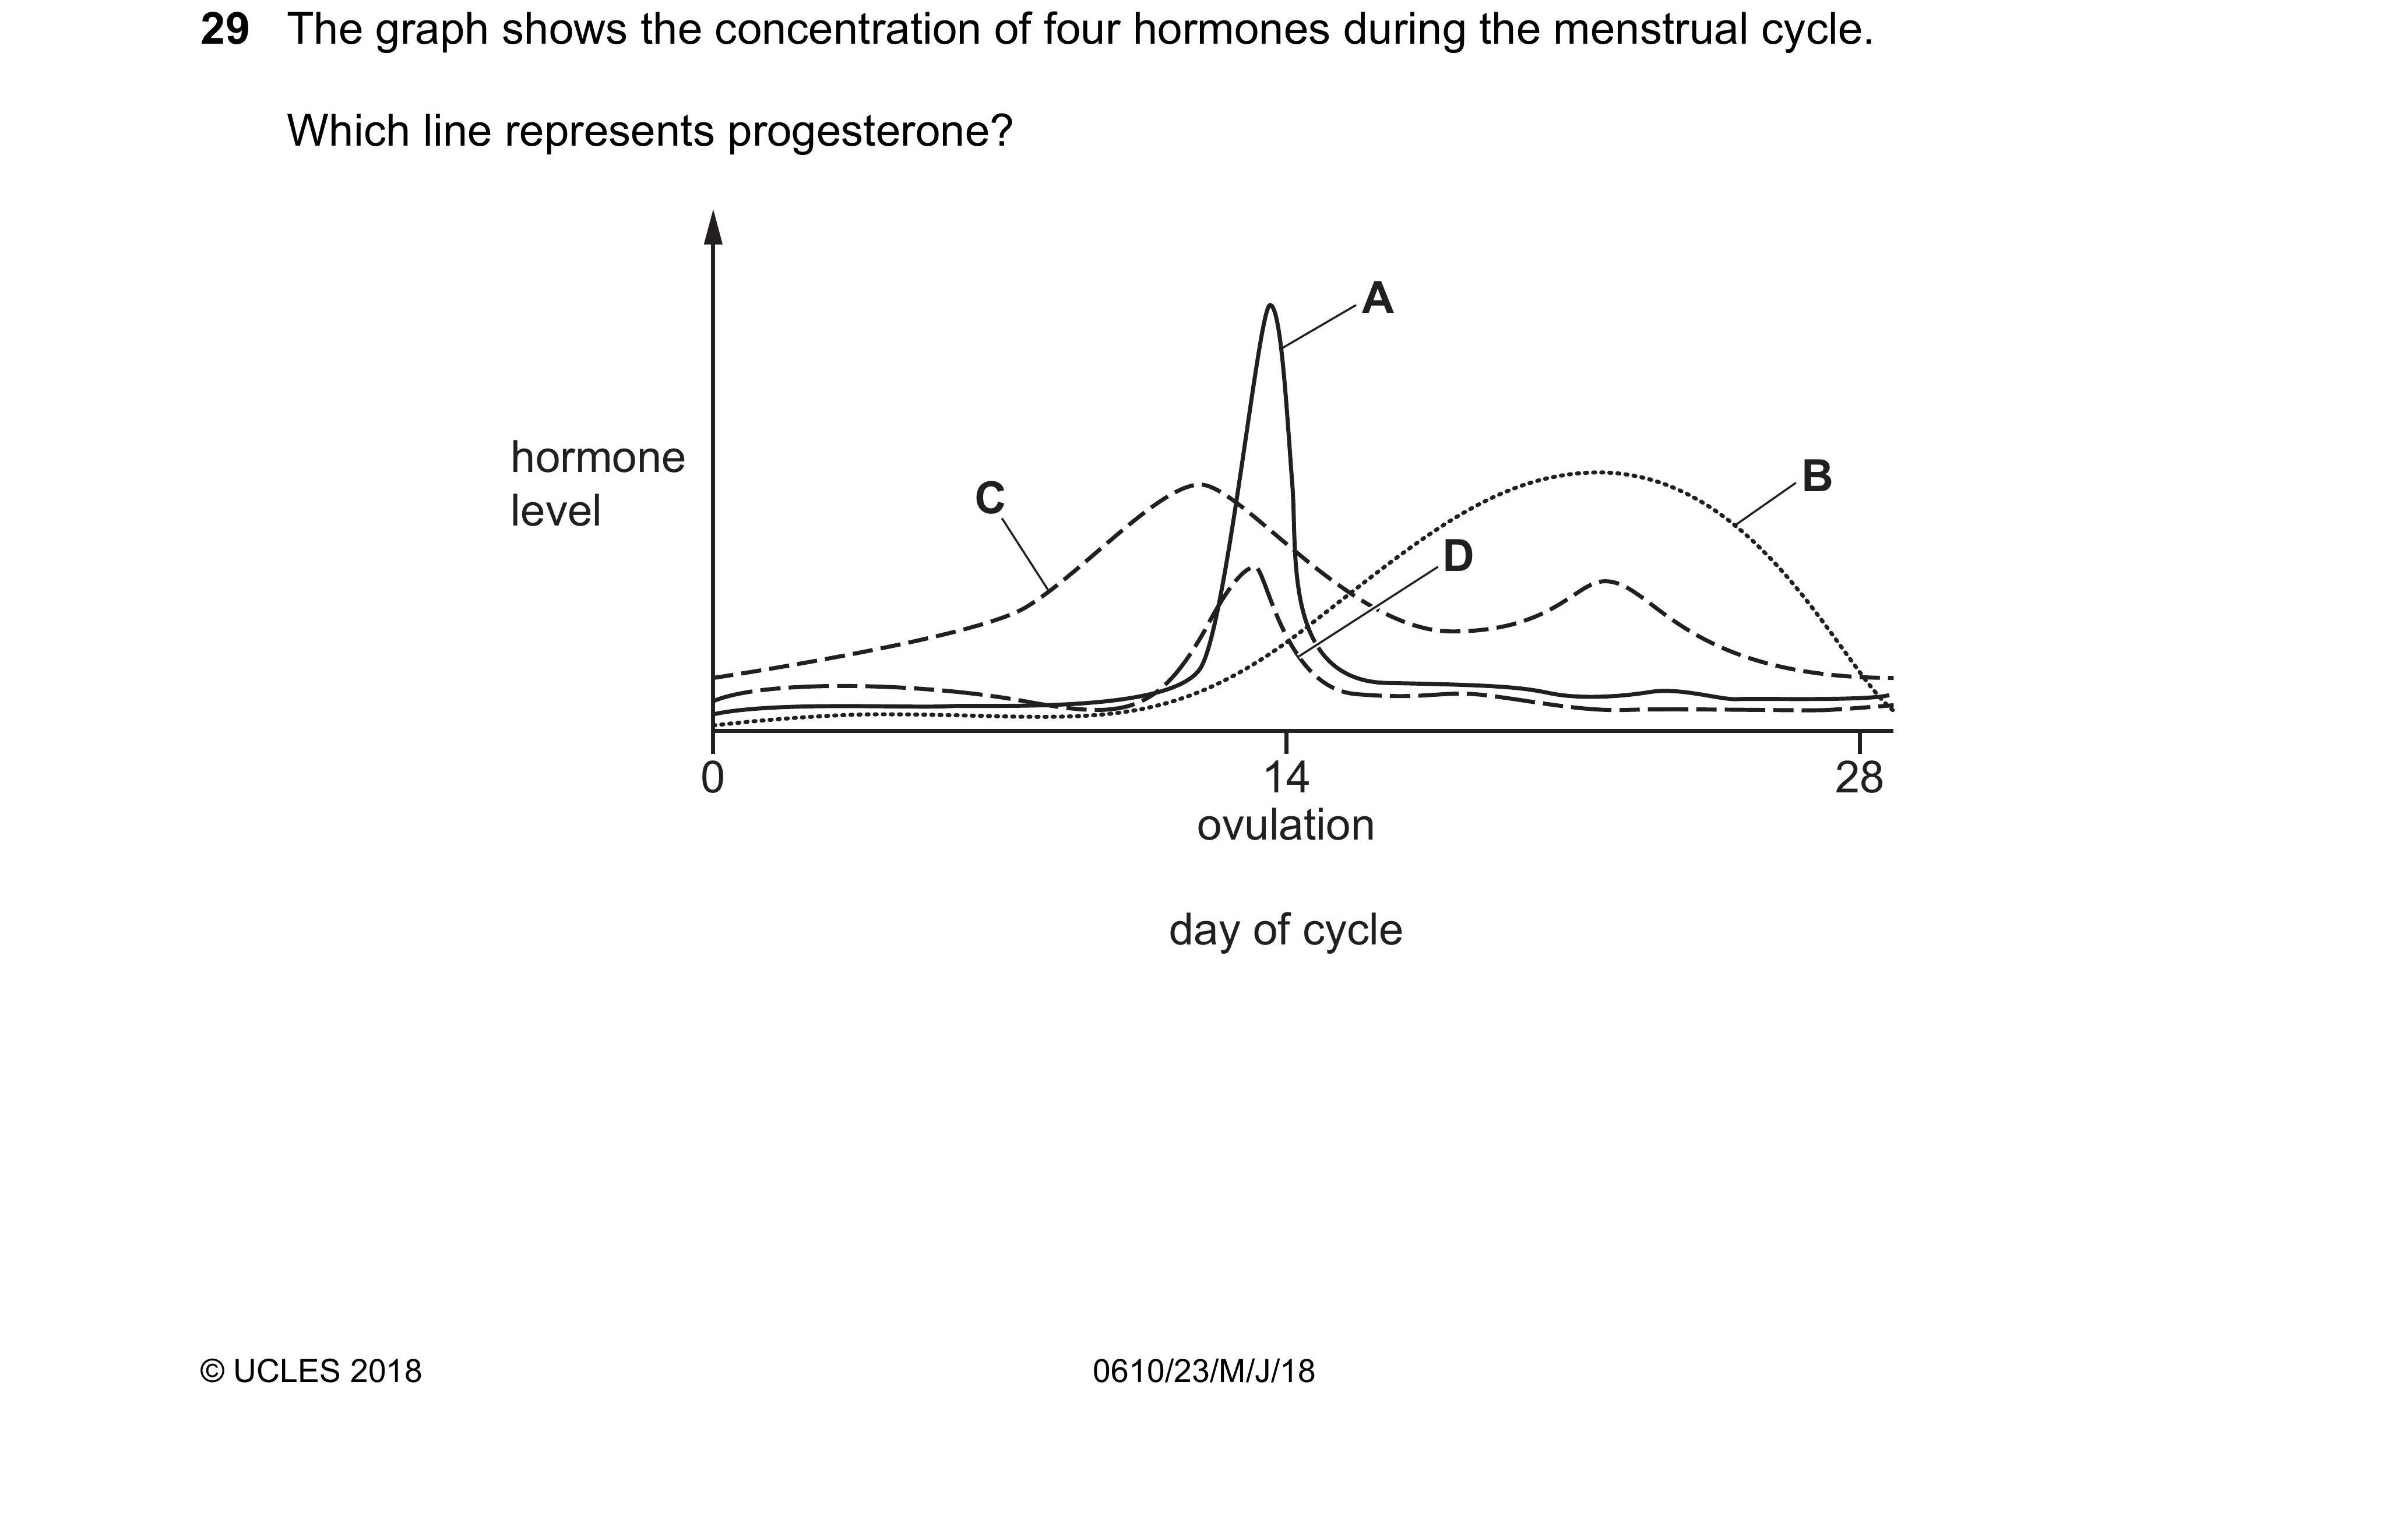 29 The graph shows the concentration of four hormones during the menstrual cycle.
Which line represents progesterone?
A
B
C
D
hormone
level
0 14 28
ovulation
day of cycle
© UCLES 2018 0610/23/M/J/18